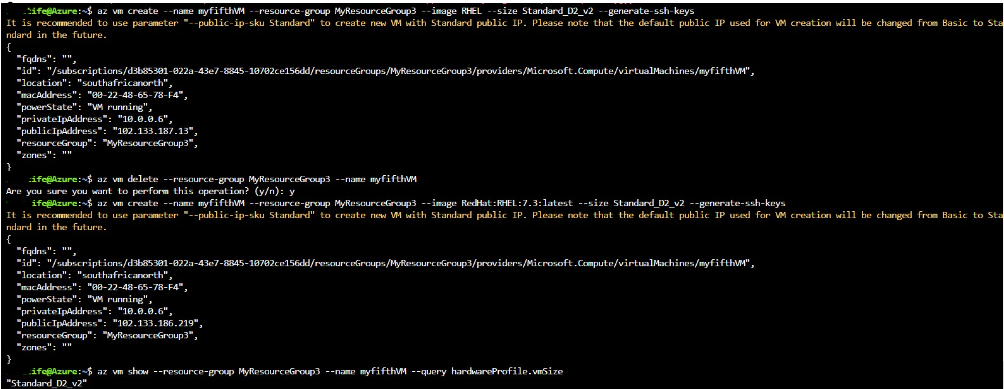 ife@Azure:~$ az vm create --name myfifthVM --resource-group MyResourceGroup3 --image RHEL --size Standard_D2_v2 --generate-ssh-keys
It is recommended to use parameter "--public-ip-sku Standard" to create new VM with Standard public IP. Please note that the default public IP used for VM creation will be changed from Basic to Sta
ndard in the future.
{
  "fqdns": "",
  "id": "/subscriptions/d3b85301-022a-43e7-8845-10702ce156dd/resourceGroups/MyResourceGroup3/providers/Microsoft.Compute/virtualMachines/myfifthVM",
  "location": "southafricanorth",
  "macAddress": "00-22-48-65-78-F4",
  "powerState": "VM running",
  "privateIpAddress": "10.0.0.6",
  "publicIpAddress": "102.133.187.13",
  "resourceGroup": "MyResourceGroup3",
  "zones": ""
}
ife@Azure:~$ az vm delete --resource-group MyResourceGroup3 --name myfifthVM
Are you sure you want to perform this operation? (y/n): y
ife@Azure:~$ az vm create --name myfifthVM --resource-group MyResourceGroup3 --image RedHat:RHEL:7.3:latest --size Standard_D2_v2 --generate-ssh-keys
It is recommended to use parameter "--public-ip-sku Standard" to create new VM with Standard public IP. Please note that the default public IP used for VM creation will be changed from Basic to Sta
ndard in the future.
{
  "fqdns": "",
  "id": "/subscriptions/d3b85301-022a-43e7-8845-10702ce156dd/resourceGroups/MyResourceGroup3/providers/Microsoft.Compute/virtualMachines/myfifthVM",
  "location": "southafricanorth",
  "macAddress": "00-22-48-65-78-F4",
  "powerState": "VM running",
  "privateIpAddress": "10.0.0.6",
  "publicIpAddress": "102.133.186.219",
  "resourceGroup": "MyResourceGroup3",
  "zones": ""
}
ife@Azure:~$ az vm show --resource-group MyResourceGroup3 --name myfifthVM --query hardwareProfile.vmSize
"Standard_D2_v2"